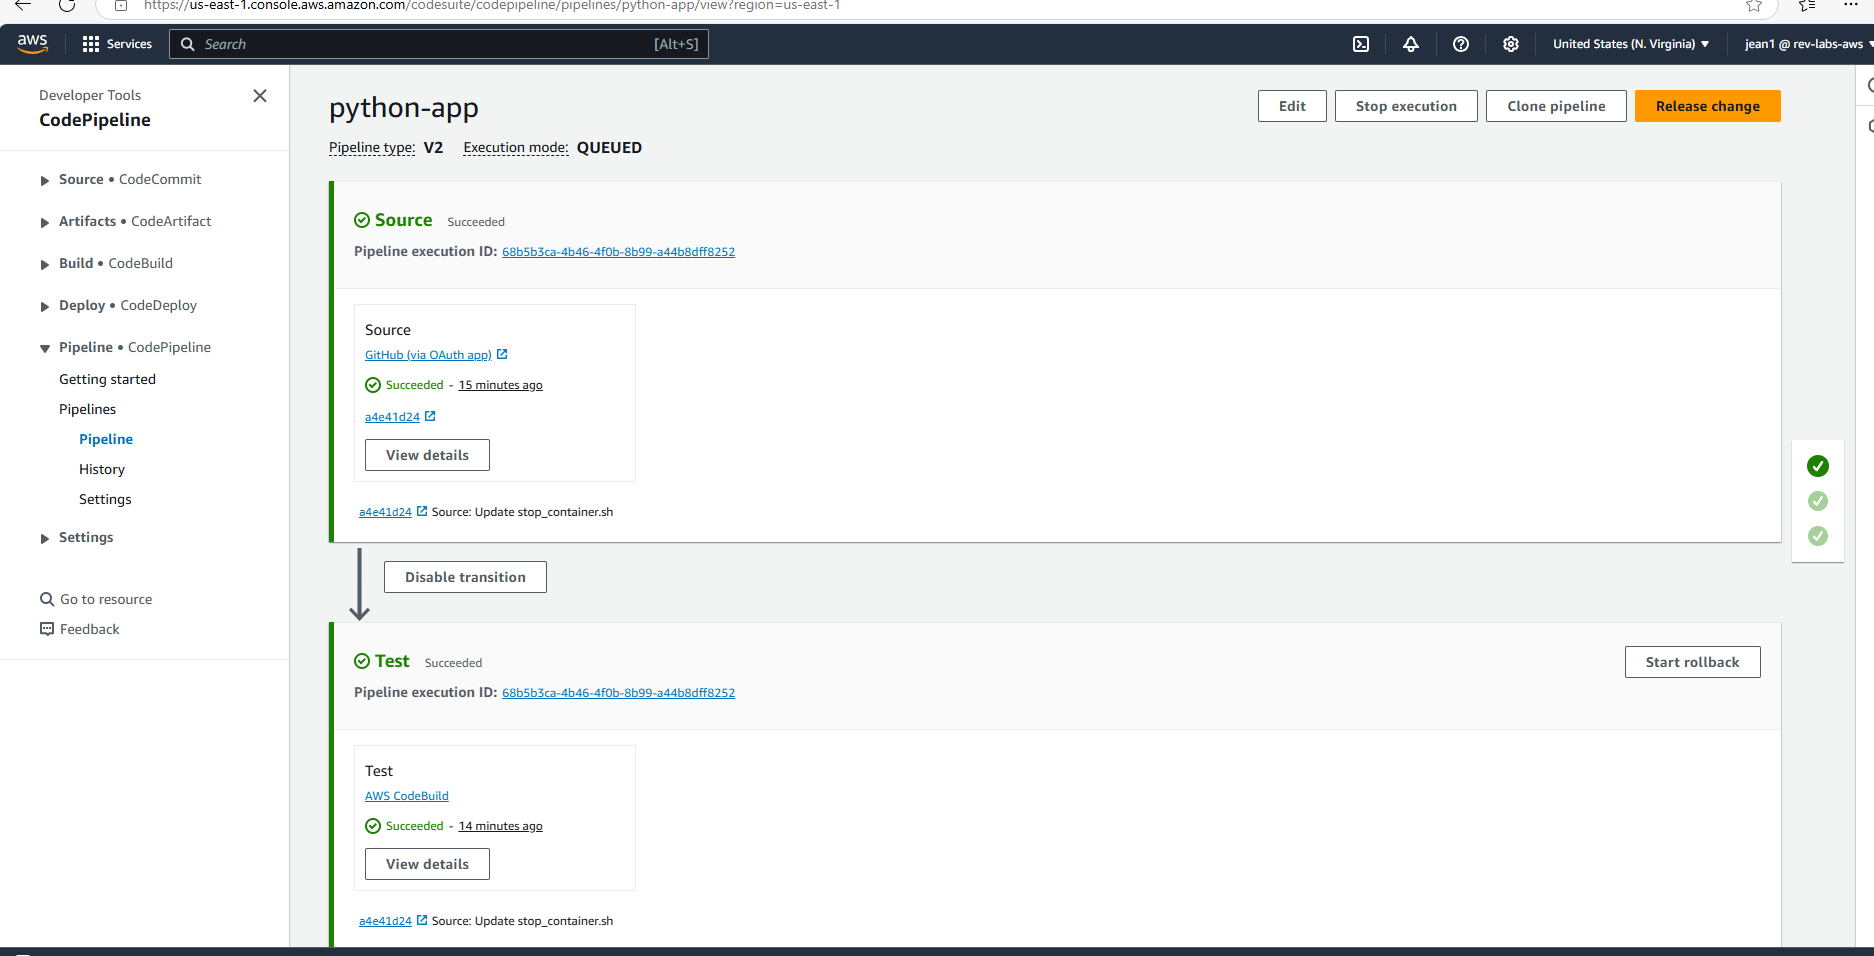 https://us-east-1.console.aws.amazon.com/codesuite/codepipeline/pipelines/python-app/view?region=us-east-1
aws Services Search [Alt+S] United States (N. Virginia) jean1 @ rev-labs-aws
Developer Tools
CodePipeline
Source • CodeCommit
Artifacts • CodeArtifact
Build • CodeBuild
Deploy • CodeDeploy
Pipeline • CodePipeline
Getting started
Pipelines
Pipeline
History
Settings
Settings
Go to resource
Feedback
python-app
Edit Stop execution Clone pipeline Release change
Pipeline type: V2 Execution mode: QUEUED
Source Succeeded
Pipeline execution ID: 68b5b3ca-4b46-4f0b-8b99-a44b8dff8252
Source
GitHub (via OAuth app)
Succeeded - 15 minutes ago
a4e41d24
View details
a4e41d24 Source: Update stop_container.sh
Disable transition
Test Succeeded
Start rollback
Pipeline execution ID: 68b5b3ca-4b46-4f0b-8b99-a44b8dff8252
Test
AWS CodeBuild
Succeeded - 14 minutes ago
View details
a4e41d24 Source: Update stop_container.sh